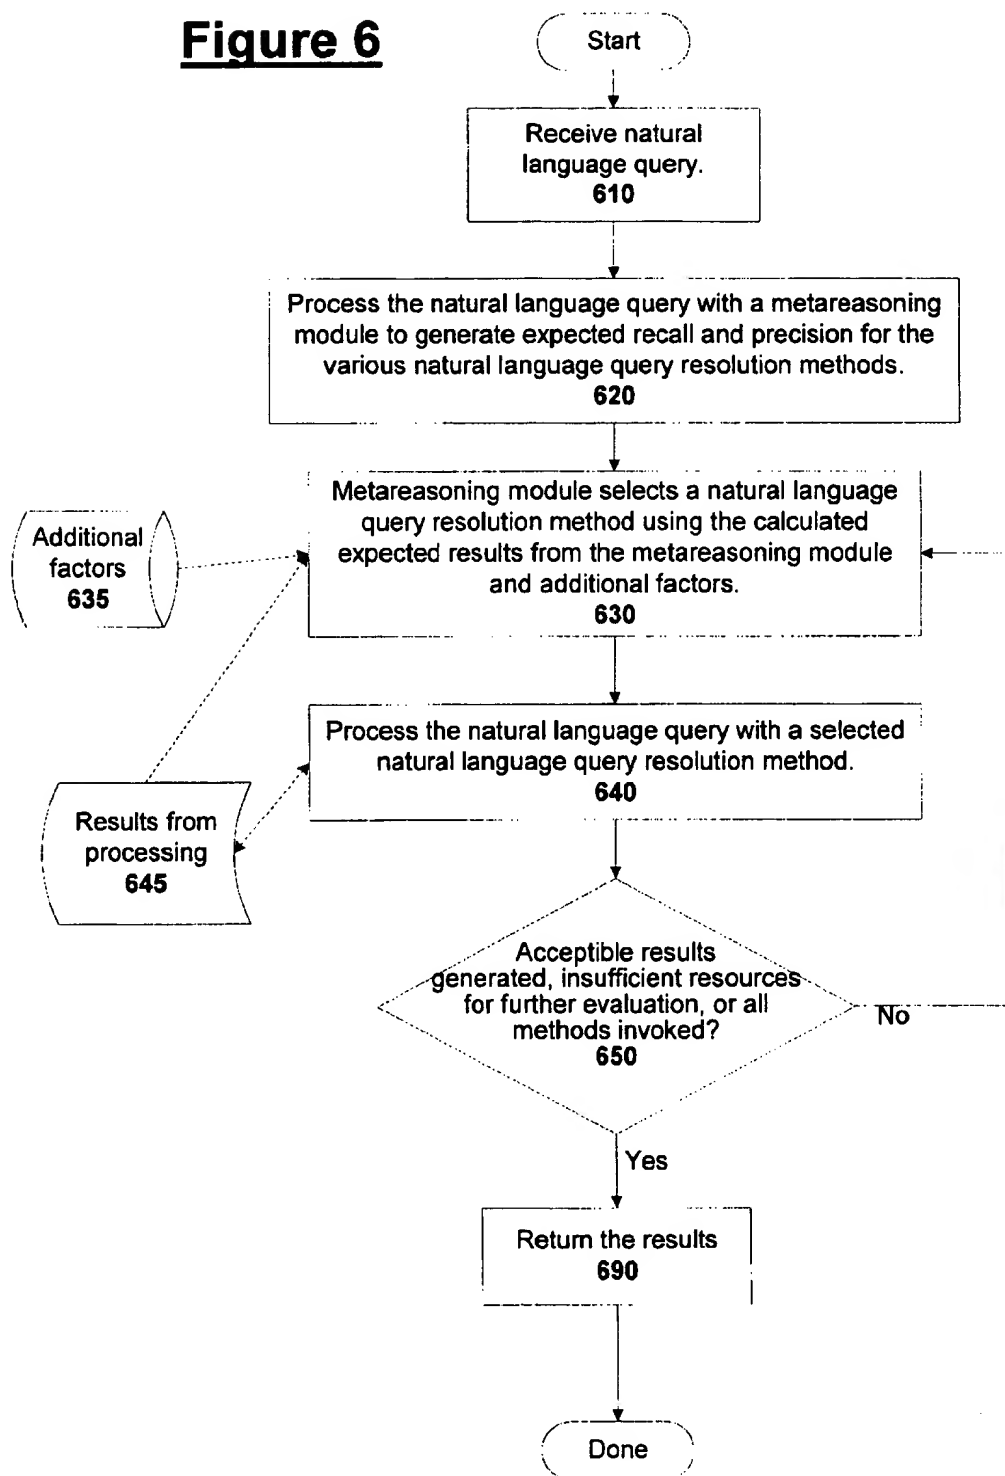 Figure 6
Start
Receive natural
language query.
610
Process the natural language query with a metareasoning
module to generate expected recall and precision for the
various natural language query resolution methods.
620
Metareasoning module selects a natural language
query resolution method using the calculated
expected results from the metareasoning module
and additional factors.
630
Additional
factors
635
Process the natural language query with a selected
natural language query resolution method.
640
Results from
processing
645
Acceptible results
generated, insufficient resources
for further evaluation, or all
methods invoked?
650
No
Yes
Return the results
690
Done